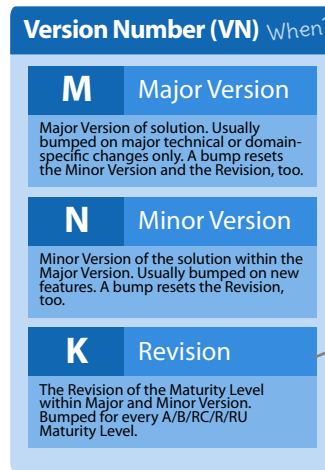 Version Number (VN) When?
M Major Version
Major Version of solution. Usually
bumped on major technical or domain-
specific changes only. A bump resets
the Minor Version and the Revision, too.
N Minor Version
Minor Version of the solution within the
Major Version. Usually bumped on new
features. A bump resets the Revision,
too.
K Revision
The Revision of the Maturity Level
within Major and Minor Version.
Bumped for every A/B/RC/R/RU
Maturity Level.